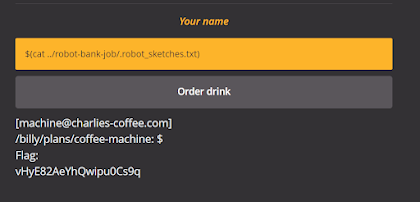 Your name
$(cat ../robot-bank-job/.robot_sketches.txt)
Order drink
[machine@charlies-coffee.com]
/billy/plans/coffee-machine: $
Flag:
vHyE82AeYhQwipu0Cs9q